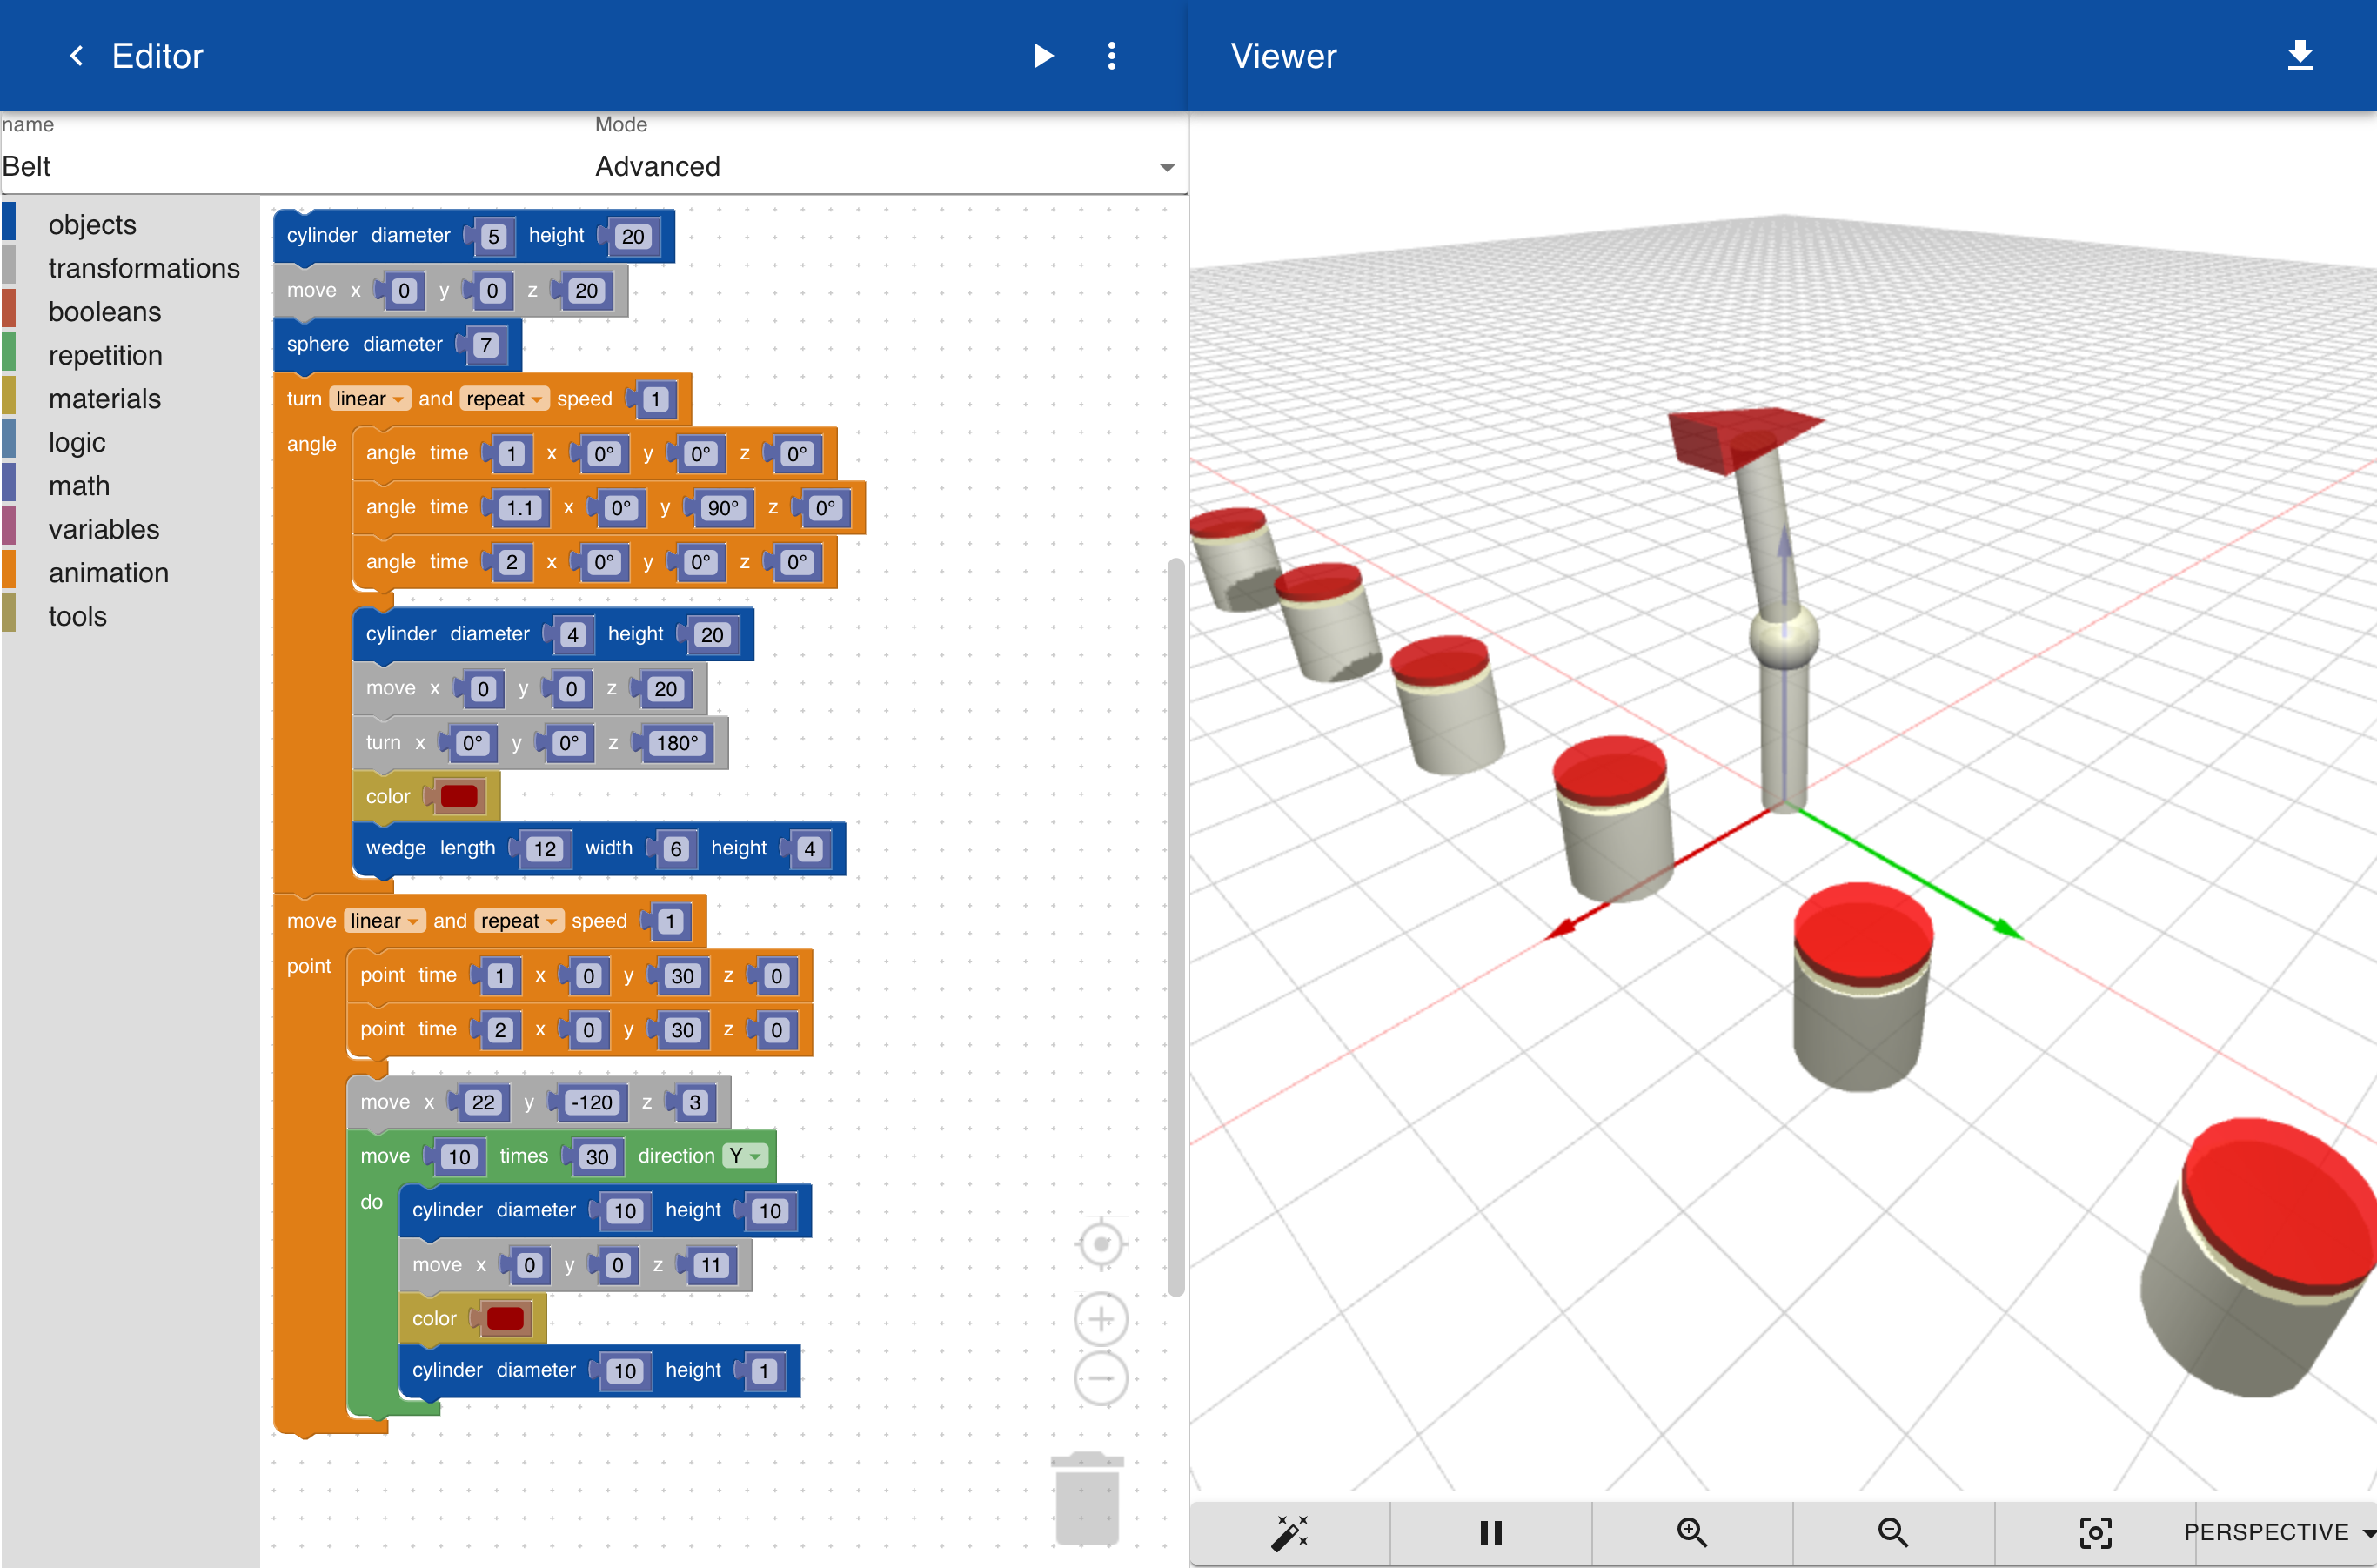 Editor
Viewer
name
Mode
Belt
Advanced
objects
transformations
booleans
repetition
materials
logic
math
variables
animation
tools
cylinder diameter 5 height 20
move x 0 y 0 z 20
sphere diameter 7
turn linear and repeat speed 1
angle
angle time 1 x 0° y 0° z 0°
angle time 1.1 x 0° y 90° z 0°
angle time 2 x 0° y 0° z 0°
cylinder diameter 4 height 20
move x 0 y 0 z 20
turn x 0° y 0° z 180°
color
wedge length 12 width 6 height 4
move linear and repeat speed 1
point
point time 1 x 0 y 30 z 0
point time 2 x 0 y 30 z 0
move x 22 y -120 z 3
move 10 times 30 direction Y
do
cylinder diameter 10 height 10
move x 0 y 0 z 11
color
cylinder diameter 10 height 1
PERSPECTIVE